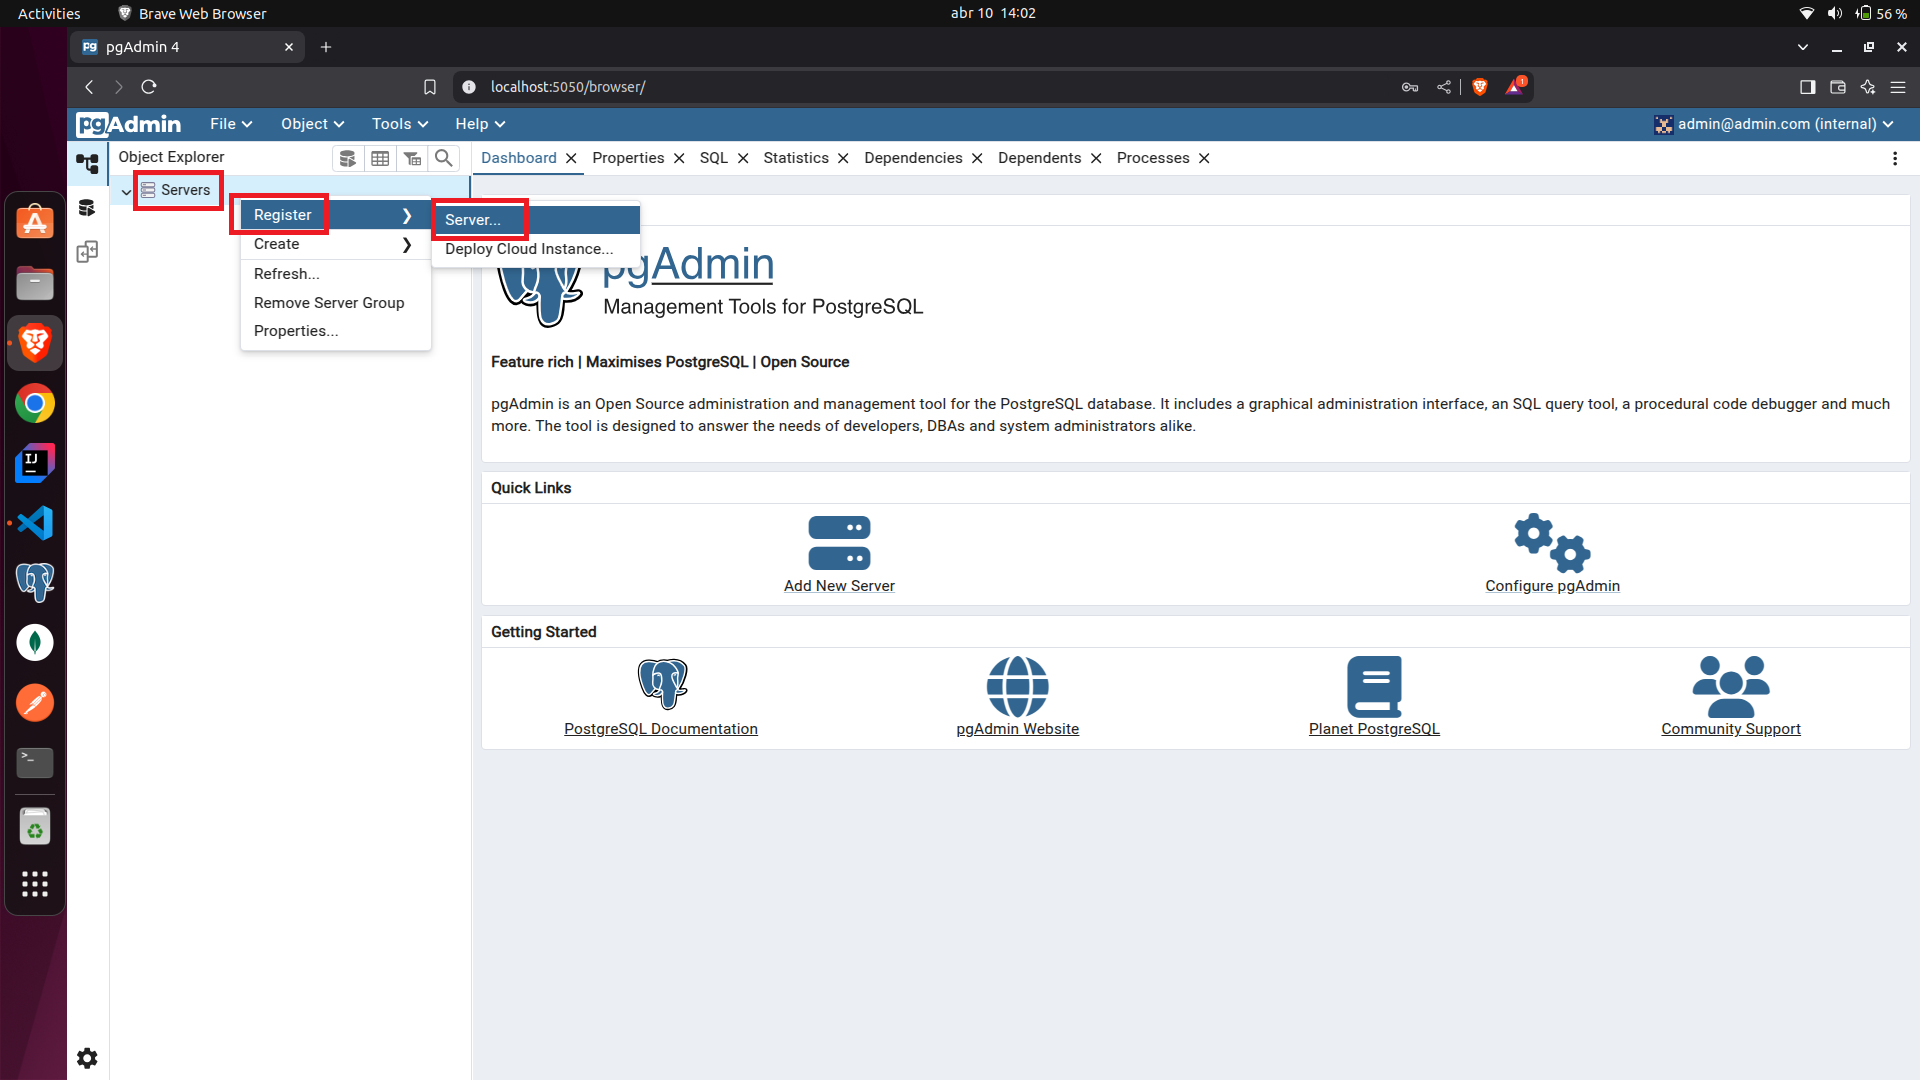 Activities Brave Web Browser abr 10 14:02 56 %
pg pgAdmin 4
localhost:5050/browser/ 1
pgAdmin File Object Tools Help admin@admin.com (internal)
Object Explorer Dashboard Properties SQL Statistics Dependencies Dependents Processes
Servers
Register
Server...
Create
Deploy Cloud Instance...
Refresh...
Remove Server Group
Properties...
pgAdmin
Management Tools for PostgreSQL
Feature rich | Maximises PostgreSQL | Open Source
pgAdmin is an Open Source administration and management tool for the PostgreSQL database. It includes a graphical administration interface, an SQL query tool, a procedural code debugger and much
more. The tool is designed to answer the needs of developers, DBAs and system administrators alike.
Quick Links
Add New Server Configure pgAdmin
Getting Started
PostgreSQL Documentation pgAdmin Website Planet PostgreSQL Community Support
IJ
>_